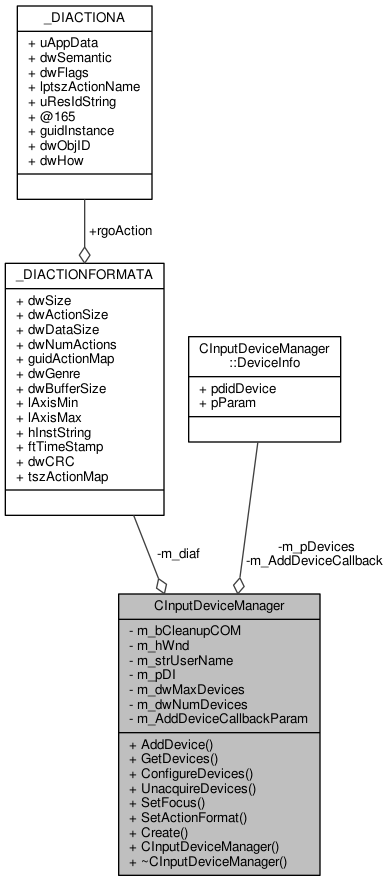 _DIACTIONA
+ uAppData
+ dwSemantic
+ dwFlags
+ lptszActionName
+ uResIdString
+ @165
+ guidInstance
+ dwObjID
+ dwHow
+rgoAction
_DIACTIONFORMATA
+ dwSize
+ dwActionSize
+ dwDataSize
+ dwNumActions
+ guidActionMap
+ dwGenre
+ dwBufferSize
+ lAxisMin
+ lAxisMax
+ hInstString
+ ftTimeStamp
+ dwCRC
+ tszActionMap
CInputDeviceManager
::DeviceInfo
+ pdidDevice
+ pParam
-m_diaf
-m_pDevices
-m_AddDeviceCallback
CInputDeviceManager
- m_bCleanupCOM
- m_hWnd
- m_strUserName
- m_pDI
- m_dwMaxDevices
- m_dwNumDevices
- m_AddDeviceCallbackParam
+ AddDevice()
+ GetDevices()
+ ConfigureDevices()
+ UnacquireDevices()
+ SetFocus()
+ SetActionFormat()
+ Create()
+ CInputDeviceManager()
+ ~CInputDeviceManager()